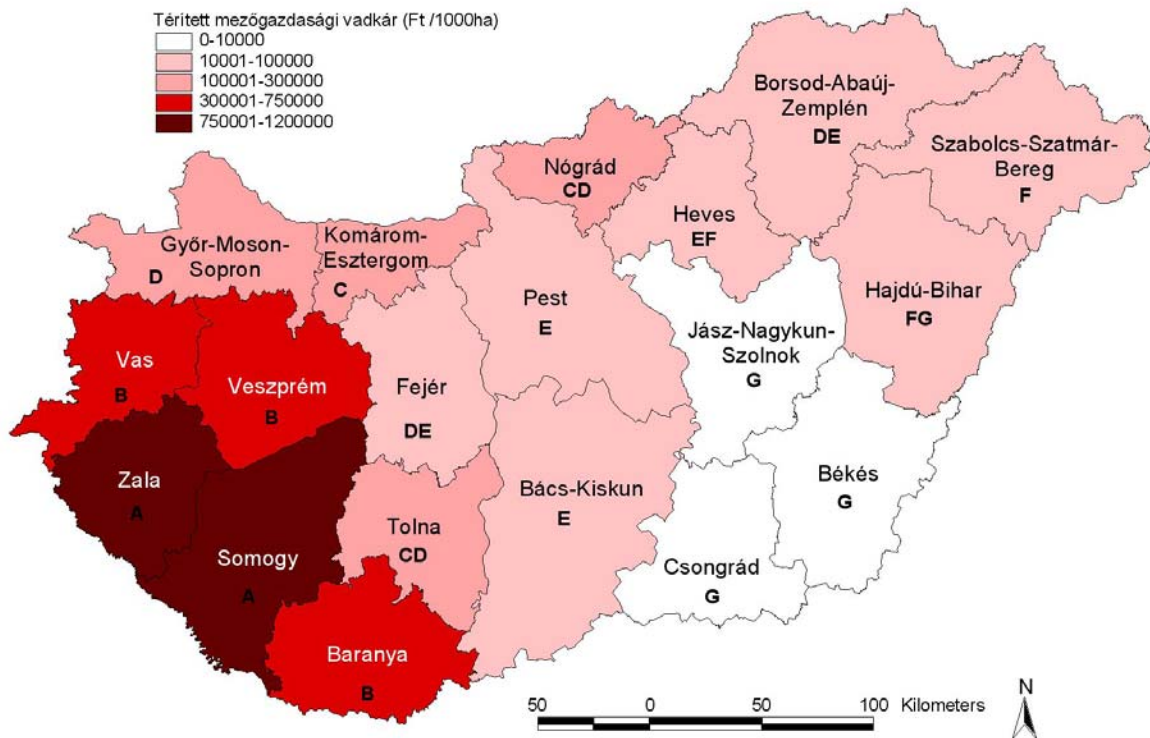 Térített mezőgazdasági vadkár (Ft /1000ha)
0-10000
10001-100000
100001-300000
300001-750000
750001-1200000
Borsod-Abaúj-
Zemplén
DE
Szabolcs-Szatmár-
Bereg
F
Nógrád
CD
Heves
EF
Győr-Moson-
Sopron
D
Komárom-
Esztergom
C
Pest
E
Hajdú-Bihar
FG
Jász-Nagykun-
Szolnok
G
Vas
B
Veszprém
B
Fejér
DE
Zala
A
Somogy
A
Tolna
CD
Bács-Kiskun
E
Békés
G
Csongrád
G
Baranya
B
50 0 50 100 Kilometers
N